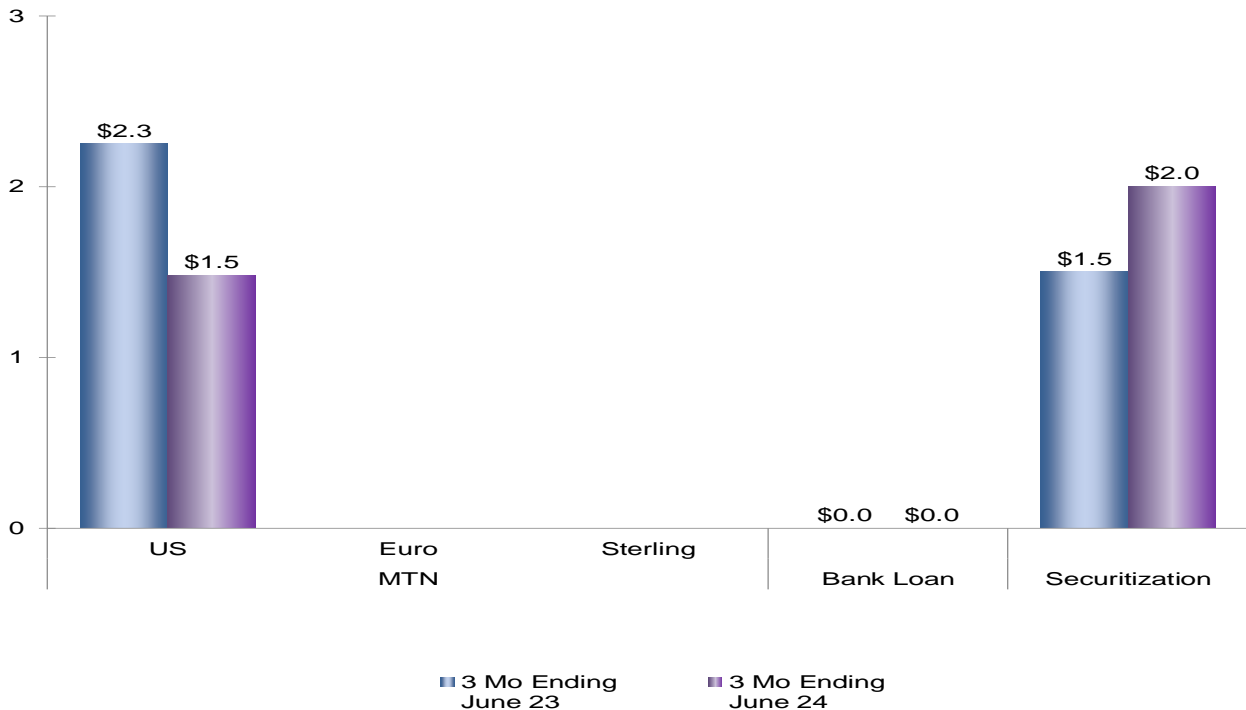 3
2
1
0
$2.3
$1.5
$0.0 $0.0
$1.5
$2.0
US Euro Sterling
MTN Bank Loan Securitization
3 Mo Ending
June 23
3 Mo Ending
June 24